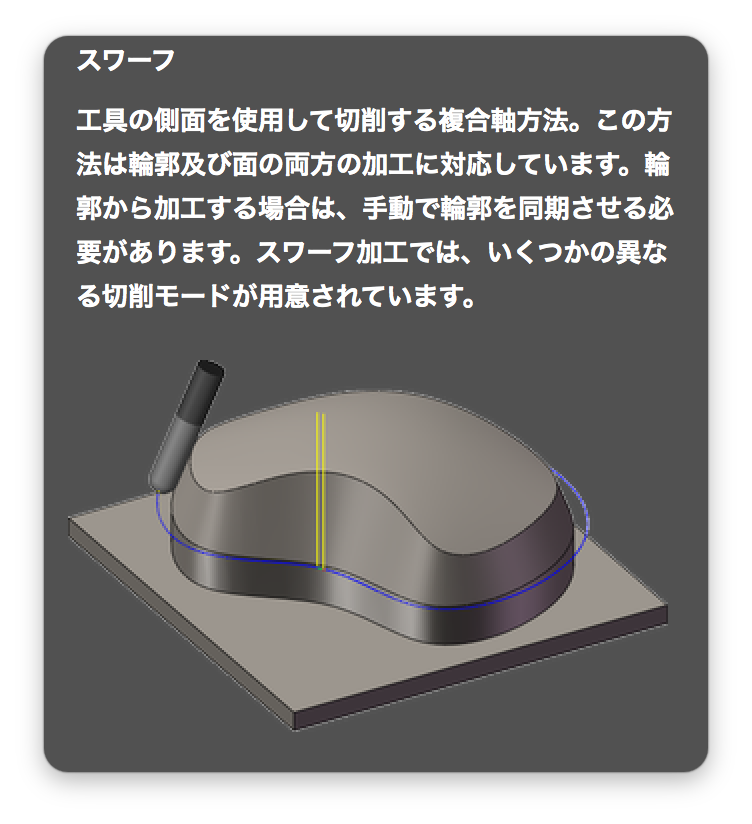 スワーフ
工具の側面を使用して切削する複合軸方法。この方
法は輪郭及び面の両方の加工に対応しています。輪
郭から加工する場合は、手動で輪郭を同期させる必
要があります。スワーフ加工では、いくつかの異な
る切削モードが用意されています。